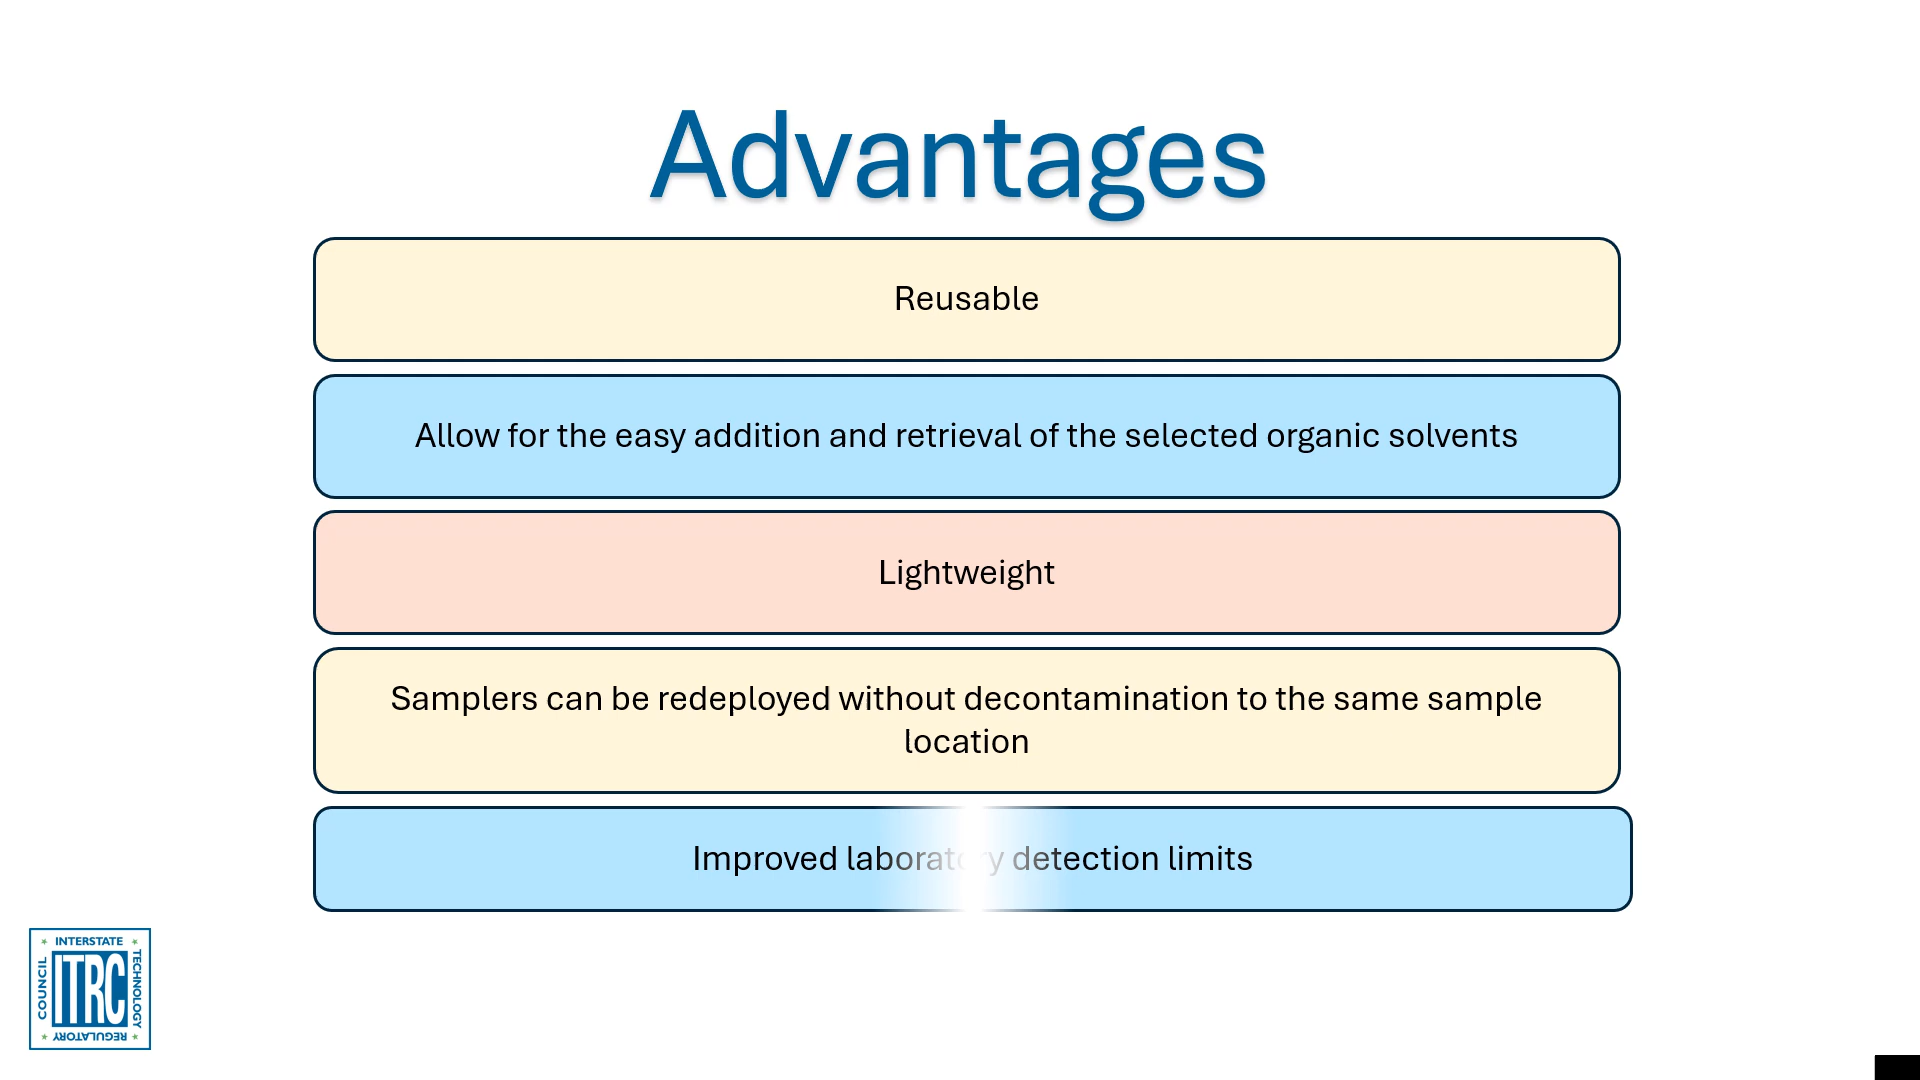 Advantages
Reusable
Allow for the easy addition and retrieval of the selected organic solvents
Lightweight
Samplers can be redeployed without decontamination to the same sample
location
Improved laboratory detection limits
INTERSTATE
TECHNOLOGY
REGULATORY
COUNCIL
ITRC